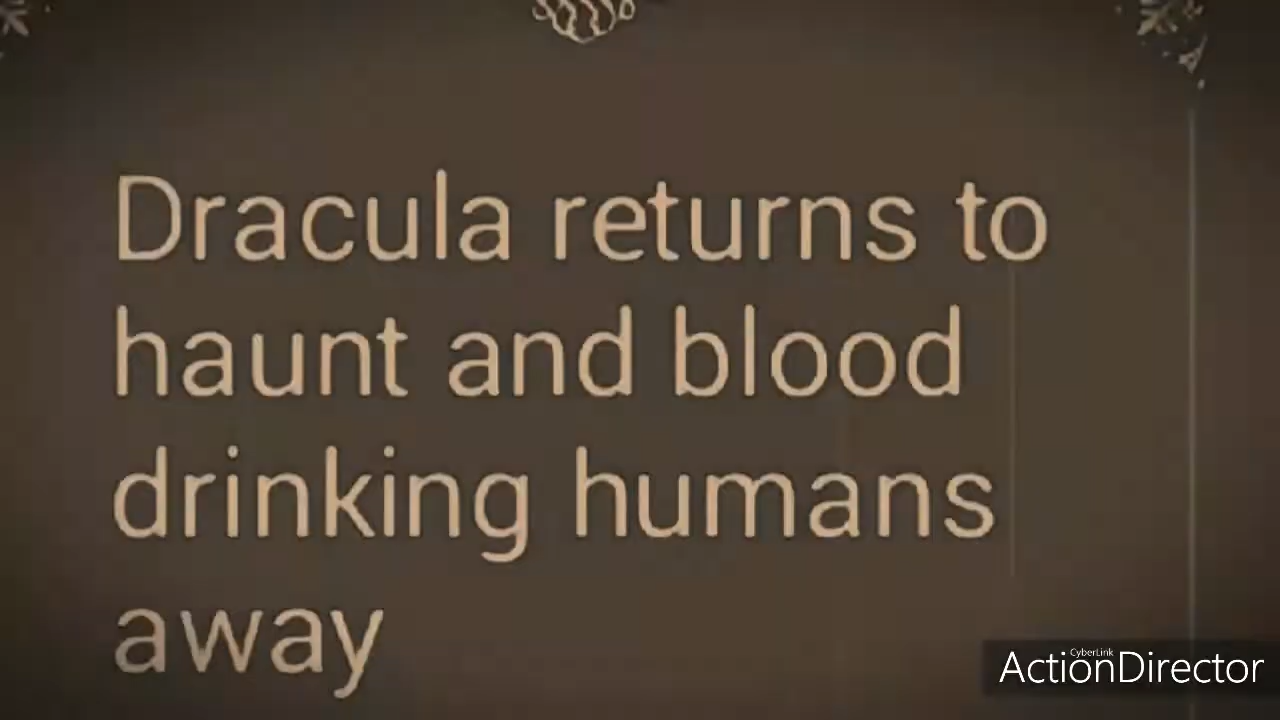 Dracula returns to
haunt and blood
drinking humans
away
CyberLink
ActionDirector